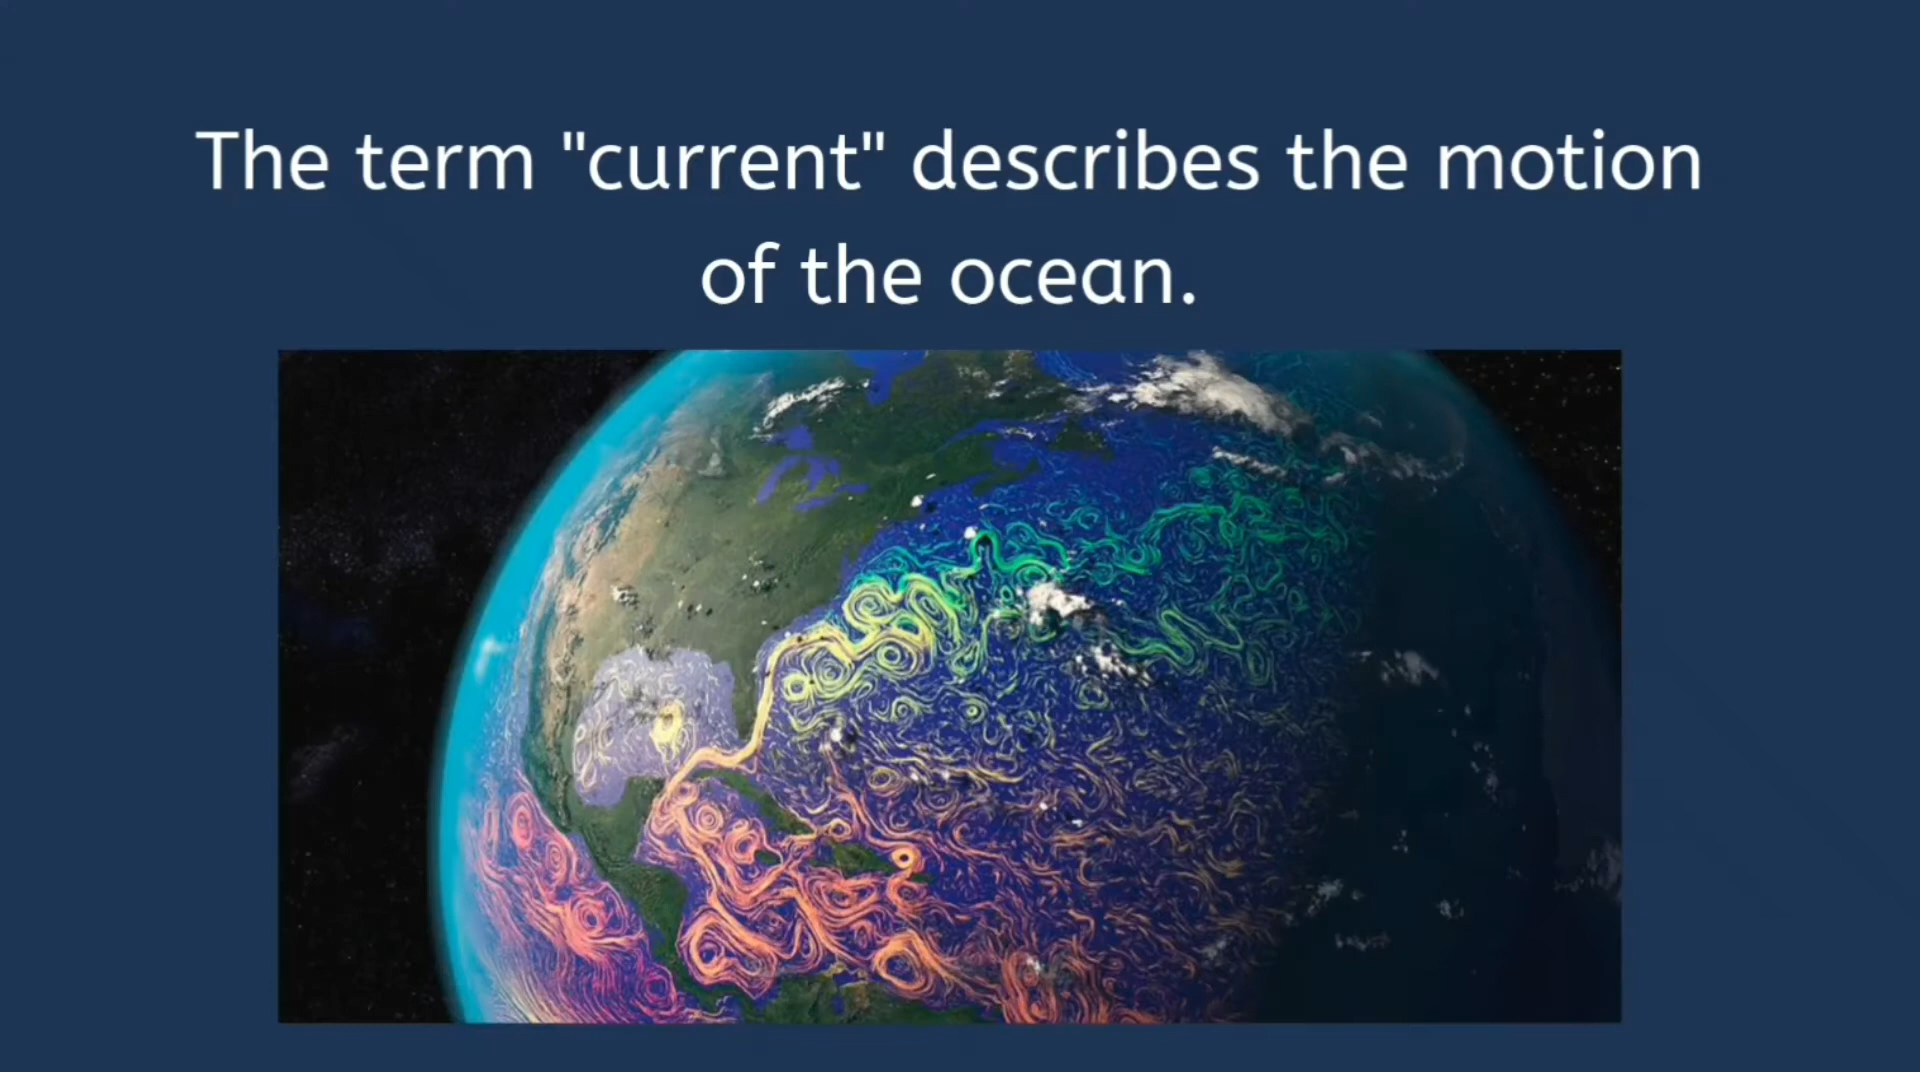 The term "current" describes the motion
of the ocean.